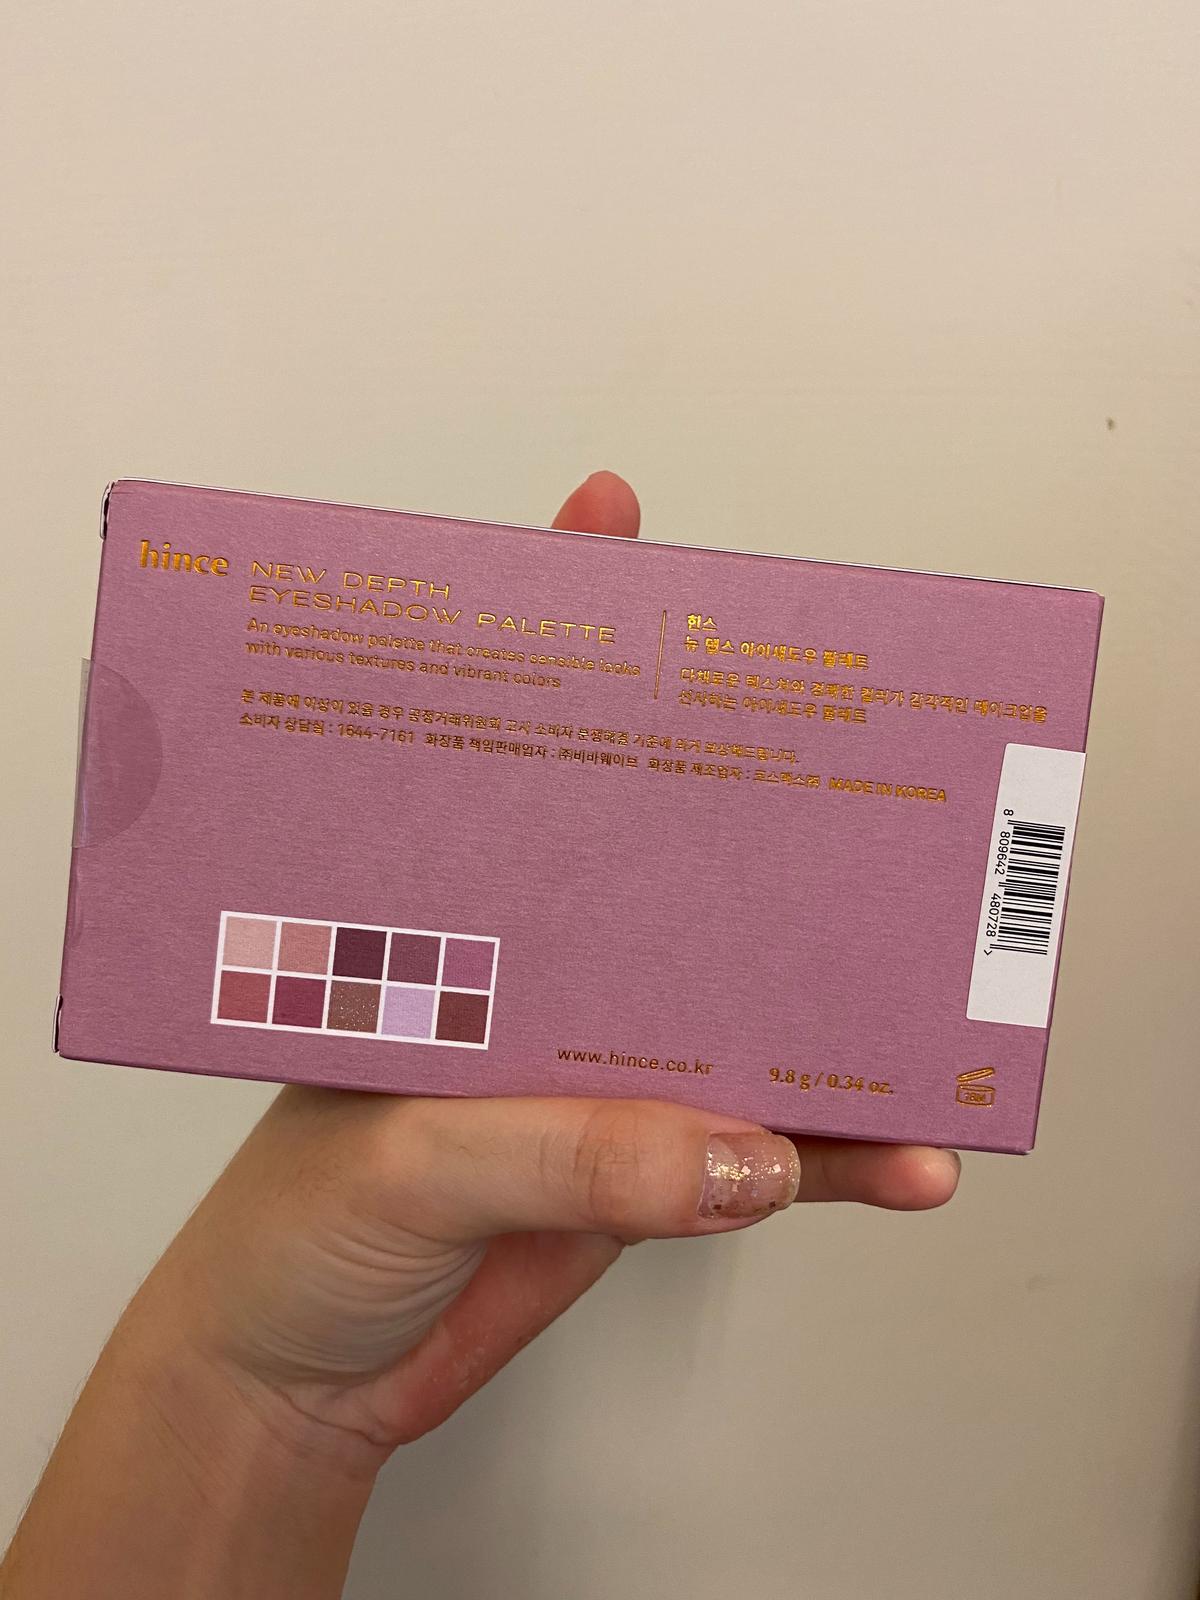 hince
NEW DEPTH
EYESHADOW PALETTE
An eyeshadow palette that creates sensible looks
with various textures and vibrant colors
힌스
뉴 뎁스 아이섀도우 팔레트
다채로운 텍스처와 경쾌한 컬러가 감각적인 메이크업을
선사하는 아이섀도우 팔레트
본 제품에 이상이 있을 경우 공정거래위원회 고시 소비자 분쟁해결 기준에 의거 보상해드립니다.
소비자 상담실 : 1644-7161 화장품 책임판매업자 : ㈜비바웨이브 화장품 제조업자 : 코스맥스㈜ MADE IN KOREA
8 809642 480728 >
www.hince.co.kr
9.8 g / 0.34 oz.